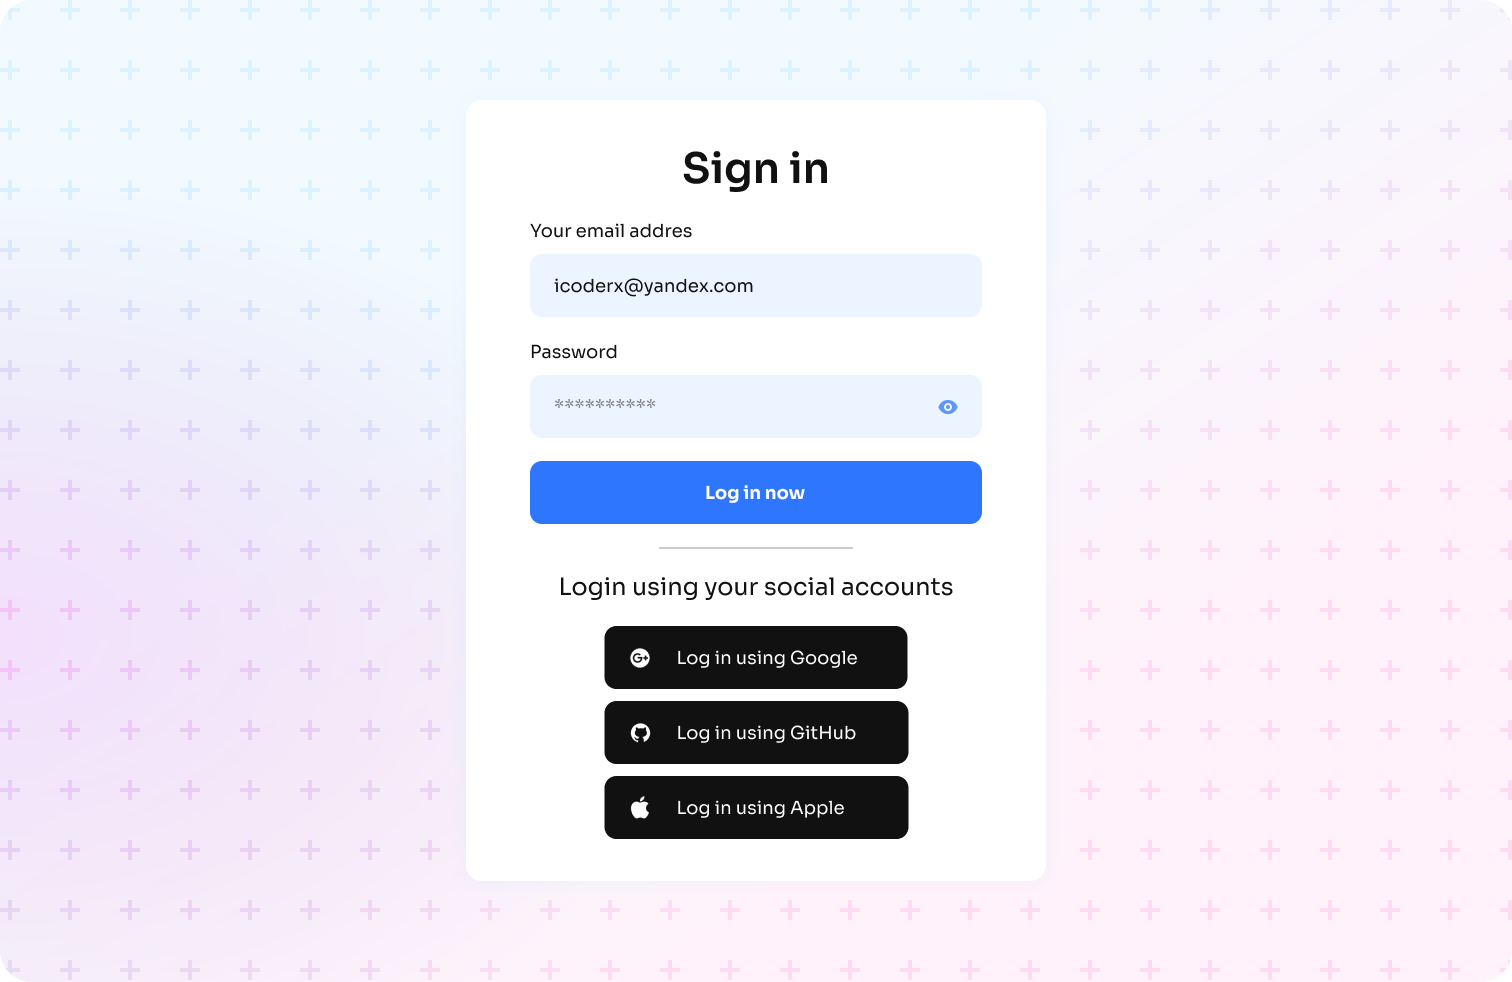 Sign in
Your email addres
icoderx@yandex.com
Password
**********
Log in now
Login using your social accounts
G+ Log in using Google
Log in using GitHub
Log in using Apple